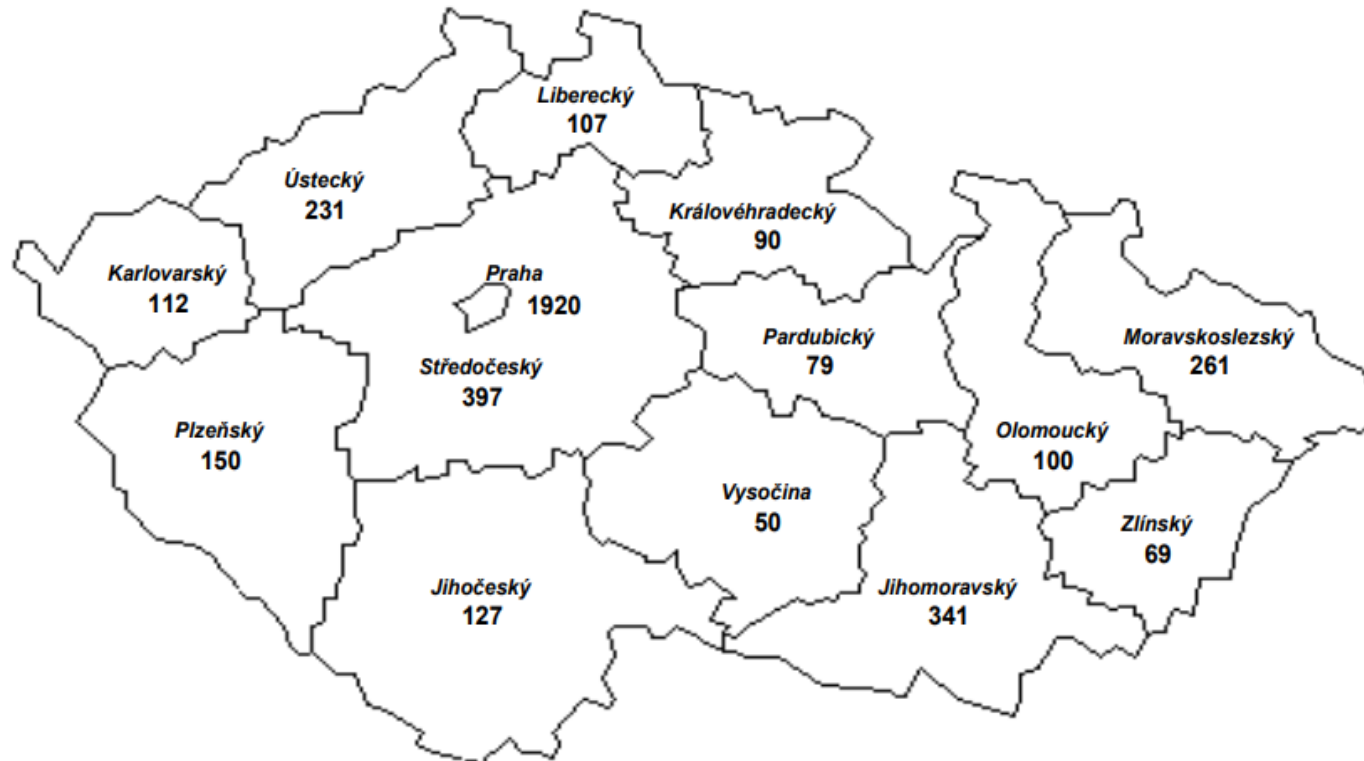 Liberecký
107
Ústecký
231
Královéhradecký
90
Karlovarský
112
Praha
1920
Pardubický
79
Moravskoslezský
261
Středočeský
397
Plzeňský
150
Olomoucký
100
Vysočina
50
Zlínský
69
Jihočeský
127
Jihomoravský
341